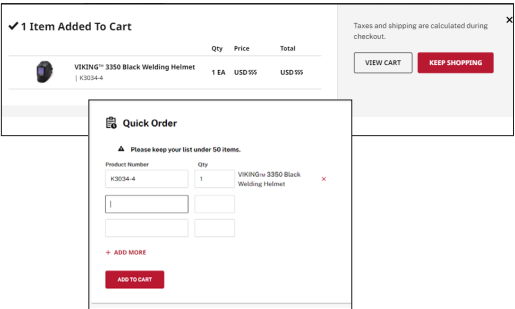 ✔ 1 Item Added To Cart
Qty Price Total
VIKING™ 3350 Black Welding Helmet
| K3034-4
1 EA USD $$$ USD $$$
Taxes and shipping are calculated during
checkout.
×
VIEW CART
KEEP SHOPPING
Quick Order
Please keep your list under 50 items.
Product Number Qty
K3034-4 1 VIKING™ 3350 Black
Welding Helmet ×
+ ADD MORE
ADD TO CART